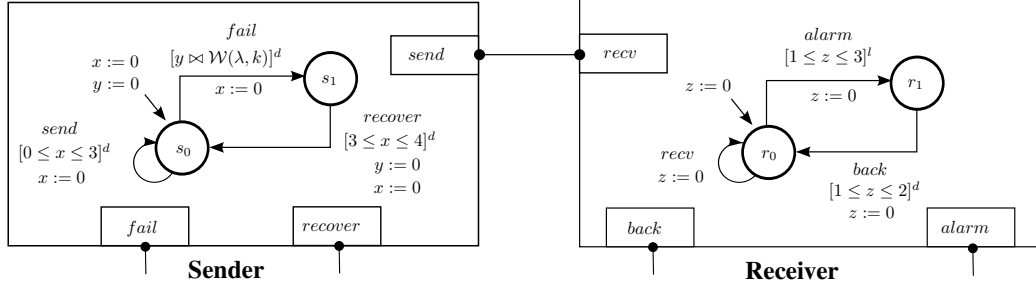 fail
[y ⋈ 𝒲(λ, k)]^d
x := 0
x := 0
y := 0
s_1
send
[0 ≤ x ≤ 3]^d
x := 0
s_0
recover
[3 ≤ x ≤ 4]^d
y := 0
x := 0
send
fail
recover
Sender
recv
alarm
[1 ≤ z ≤ 3]^l
z := 0
z := 0
r_1
recv
z := 0
r_0
back
[1 ≤ z ≤ 2]^d
z := 0
back
alarm
Receiver